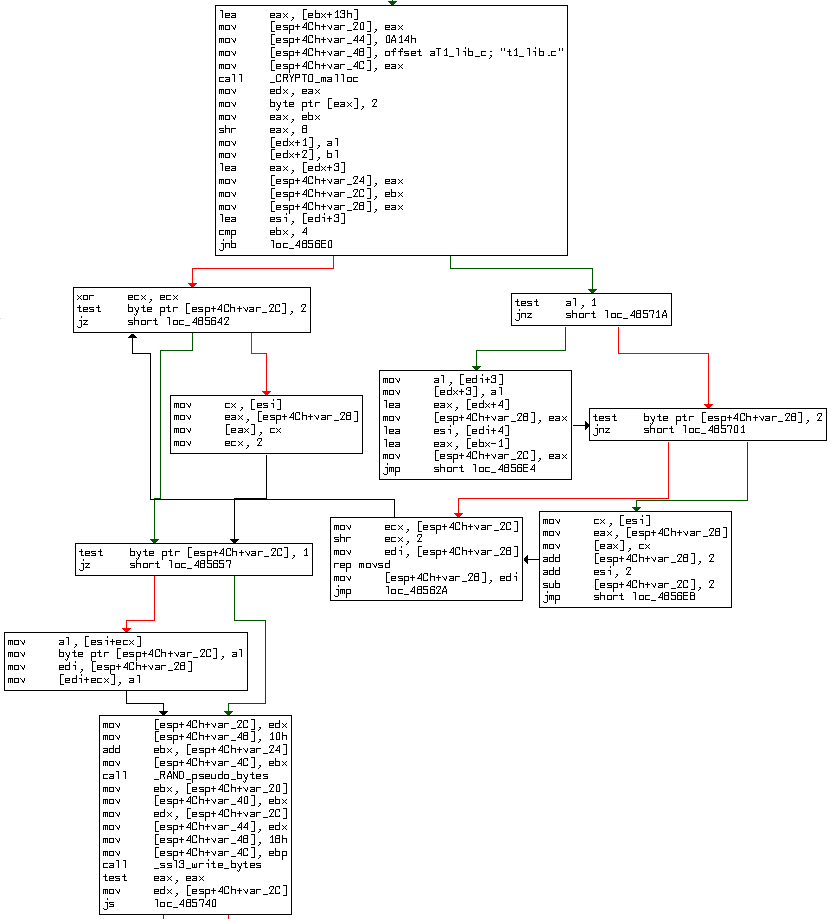 lea eax, [ebx+13h]
mov [esp+4Ch+var_20], eax
mov [esp+4Ch+var_44], 0A14h
mov [esp+4Ch+var_48], offset aT1_lib_c; "t1_lib.c"
mov [esp+4Ch+var_4C], eax
call _CRYPTO_malloc
mov edx, eax
mov byte ptr [eax], 2
mov eax, ebx
shr eax, 8
mov [edx+1], al
mov [edx+2], bl
lea eax, [edx+3]
mov [esp+4Ch+var_24], eax
mov [esp+4Ch+var_2C], ebx
mov [esp+4Ch+var_28], eax
lea esi, [edi+3]
cmp ebx, 4
jnb loc_4856E0
xor ecx, ecx
test byte ptr [esp+4Ch+var_2C], 2
jz short loc_485642
test al, 1
jnz short loc_48571A
mov cx, [esi]
mov eax, [esp+4Ch+var_28]
mov [eax], cx
mov ecx, 2
mov al, [edi+3]
mov [edx+3], al
lea eax, [edx+4]
mov [esp+4Ch+var_28], eax
lea esi, [edi+4]
lea eax, [ebx-1]
mov [esp+4Ch+var_2C], eax
jmp short loc_4856E4
test byte ptr [esp+4Ch+var_28], 2
jnz short loc_485701
mov ecx, [esp+4Ch+var_2C]
shr ecx, 2
mov edi, [esp+4Ch+var_28]
rep movsd
mov [esp+4Ch+var_28], edi
jmp loc_48562A
mov cx, [esi]
mov eax, [esp+4Ch+var_28]
mov [eax], cx
add [esp+4Ch+var_28], 2
add esi, 2
sub [esp+4Ch+var_2C], 2
jmp short loc_4856EB
test byte ptr [esp+4Ch+var_2C], 1
jz short loc_485657
mov al, [esi+ecx]
mov byte ptr [esp+4Ch+var_2C], al
mov edi, [esp+4Ch+var_28]
mov [edi+ecx], al
mov [esp+4Ch+var_2C], edx
mov [esp+4Ch+var_48], 10h
add ebx, [esp+4Ch+var_24]
mov [esp+4Ch+var_4C], ebx
call _RAND_pseudo_bytes
mov ebx, [esp+4Ch+var_20]
mov [esp+4Ch+var_40], ebx
mov edx, [esp+4Ch+var_2C]
mov [esp+4Ch+var_44], edx
mov [esp+4Ch+var_48], 18h
mov [esp+4Ch+var_4C], ebp
call _ssl3_write_bytes
test eax, eax
mov edx, [esp+4Ch+var_2C]
js loc_485740